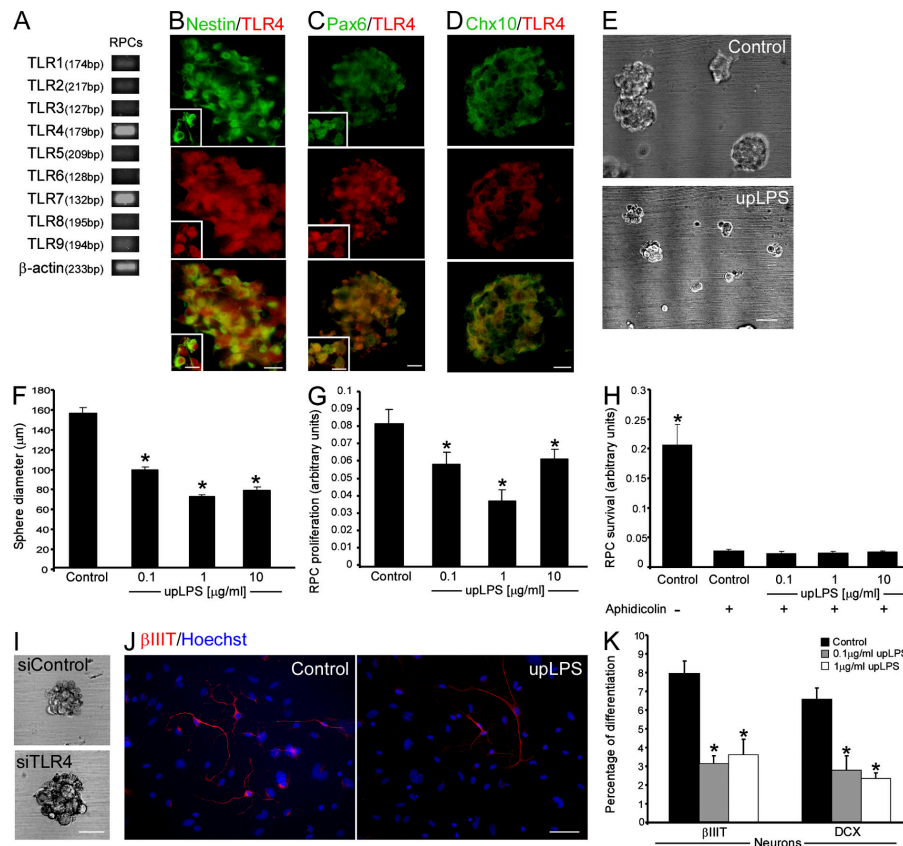 A
RPCs
TLR1(174bp)
TLR2(217bp)
TLR3(127bp)
TLR4(179bp)
TLR5(209bp)
TLR6(128bp)
TLR7(132bp)
TLR8(195bp)
TLR9(194bp)
β-actin(233bp)
B Nestin/TLR4
C Pax6/TLR4
D Chx10/TLR4
E
Control
upLPS
F
Sphere diameter (μm)
180
160
140
120
100
80
60
40
20
0
Control
0.1
1
10
upLPS [μg/ml]
*
*
*
G
RPC proliferation (arbitrary units)
0.1
0.09
0.08
0.07
0.06
0.05
0.04
0.03
0.02
0.01
0
Control
0.1
1
10
upLPS [μg/ml]
*
*
*
H
RPC survival (arbitrary units)
0.3
0.25
0.2
0.15
0.1
0.05
0
*
Control
Control
0.1
1
10
upLPS [μg/ml]
Aphidicolin - + + + +
I
siControl
siTLR4
J
βIIIT/Hoechst
Control
upLPS
K
Percentage of differentiation
10
9
8
7
6
5
4
3
2
1
0
Control
0.1μg/ml upLPS
1μg/ml upLPS
* *
* *
βIIIT
DCX
Neurons